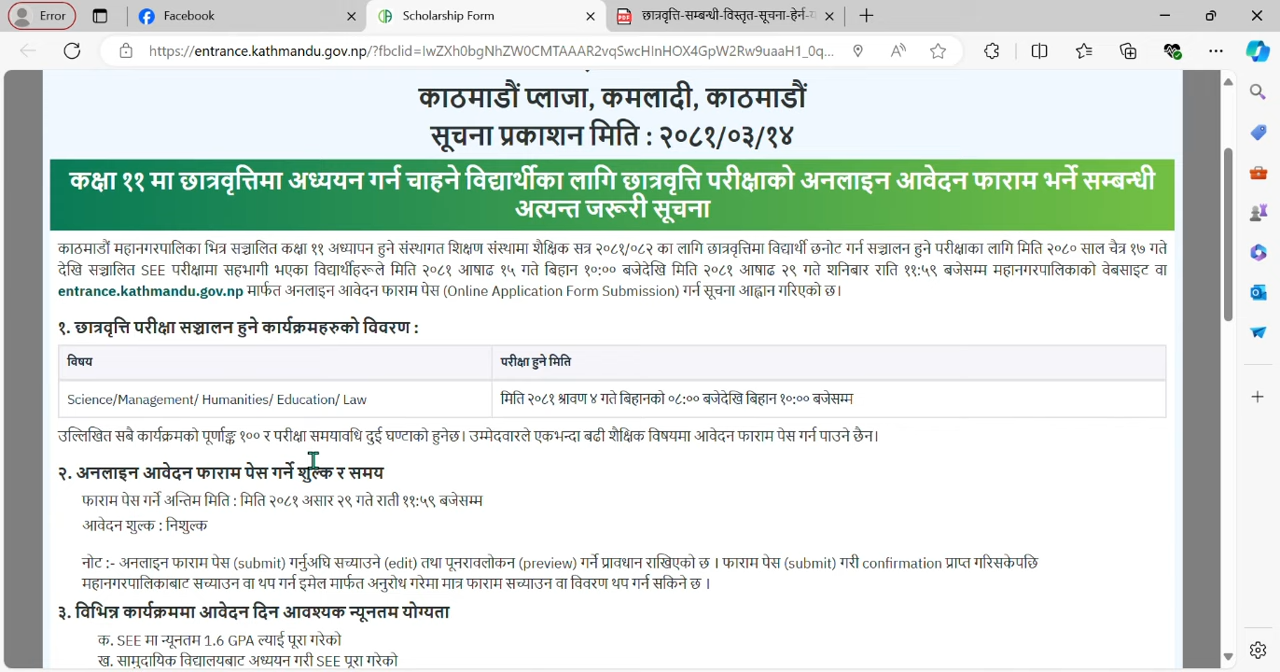 Error
Facebook
Scholarship Form
छात्रवृत्ति-सम्बन्धी-विस्तृत-सूचना-हेर्न-य
https://entrance.kathmandu.gov.np/?fbclid=IwZXh0bgNhZW0CMTAAAR2vqSwcHlnHOX4GpW2Rw9uaaH1_0q...
काठमाडौं प्लाजा, कमलादी, काठमाडौं
सूचना प्रकाशन मिति : २०८१/०३/१४
कक्षा ११ मा छात्रवृत्तिमा अध्ययन गर्न चाहने विद्यार्थीका लागि छात्रवृत्ति परीक्षाको अनलाइन आवेदन फाराम भर्ने सम्बन्धी
अत्यन्त जरूरी सूचना
काठमाडौं महानगरपालिका भित्र सञ्चालित कक्षा ११ अध्यापन हुने संस्थागत शिक्षण संस्थामा शैक्षिक सत्र २०८१/०८२ का लागि छात्रवृत्तिमा विद्यार्थी छनोट गर्न सञ्चालन हुने परीक्षाका लागि मिति २०८० साल चैत्र १७ गते
देखि सञ्चालित SEE परीक्षामा सहभागी भएका विद्यार्थीहरूले मिति २०८१ आषाढ १५ गते बिहान १०:०० बजेदेखि मिति २०८१ आषाढ २९ गते शनिबार राति ११:५९ बजेसम्म महानगरपालिकाको वेबसाइट वा
entrance.kathmandu.gov.np मार्फत अनलाइन आवेदन फाराम पेस (Online Application Form Submission) गर्न सूचना आह्वान गरिएको छ।
१. छात्रवृत्ति परीक्षा सञ्चालन हुने कार्यक्रमहरुको विवरण :
विषय
परीक्षा हुने मिति
Science/Management/ Humanities/ Education/ Law
मिति २०८१ श्रावण ४ गते बिहानको ०८:०० बजेदेखि बिहान १०:०० बजेसम्म
उल्लिखित सबै कार्यक्रमको पूर्णाङ्क १०० र परीक्षा समयावधि दुई घण्टाको हुनेछ। उम्मेदवारले एकभन्दा बढी शैक्षिक विषयमा आवेदन फाराम पेस गर्न पाउने छैन।
२. अनलाइन आवेदन फाराम पेस गर्ने शुल्क र समय
फाराम पेस गर्ने अन्तिम मिति : मिति २०८१ असार २९ गते राती ११:५९ बजेसम्म
आवेदन शुल्क : निशुल्क
नोट :- अनलाइन फाराम पेस (submit) गर्नुअघि सच्याउने (edit) तथा पूनरावलोकन (preview) गर्ने प्रावधान राखिएको छ । फाराम पेस (submit) गरी confirmation प्राप्त गरिसकेपछि
महानगरपालिकाबाट सच्याउन वा थप गर्न इमेल मार्फत अनुरोध गरेमा मात्र फाराम सच्याउन वा विवरण थप गर्न सकिने छ ।
३. विभिन्न कार्यक्रममा आवेदन दिन आवश्यक न्यूनतम योग्यता
क. SEE मा न्यूनतम 1.6 GPA ल्याई पूरा गरेको
ख. सामुदायिक विद्यालयबाट अध्ययन गरी SEE पूरा गरेको